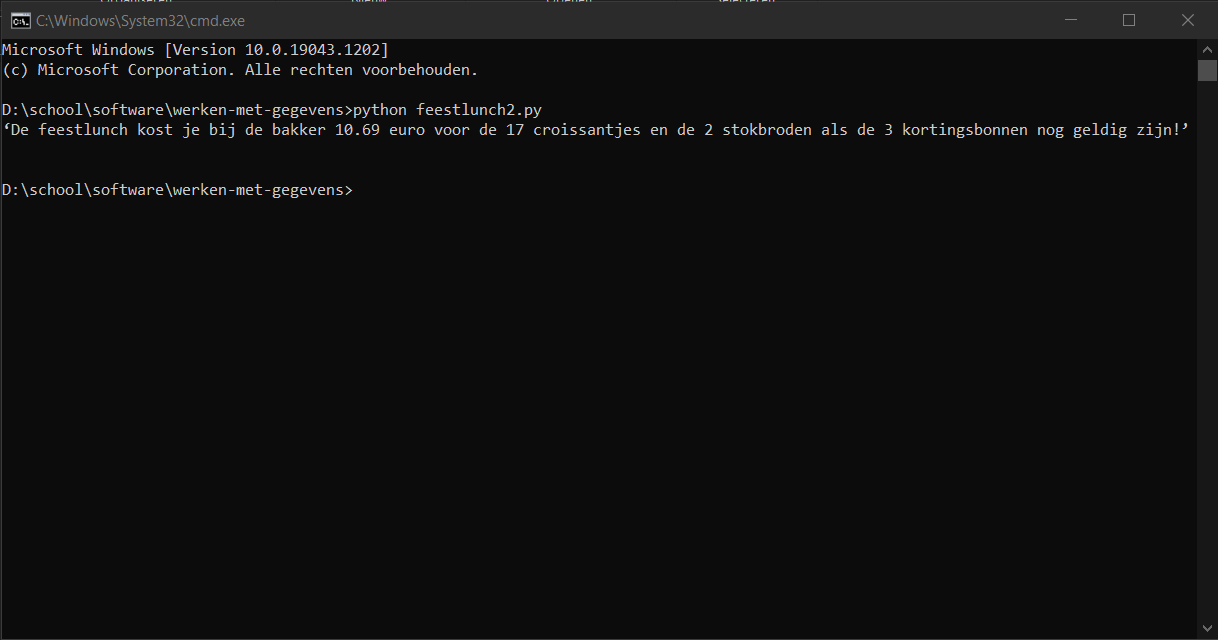 C:\Windows\System32\cmd.exe
Microsoft Windows [Version 10.0.19043.1202]
(c) Microsoft Corporation. Alle rechten voorbehouden.
D:\school\software\werken-met-gegevens>python feestlunch2.py
‘De feestlunch kost je bij de bakker 10.69 euro voor de 17 croissantjes en de 2 stokbroden als de 3 kortingsbonnen nog geldig zijn!’
D:\school\software\werken-met-gegevens>